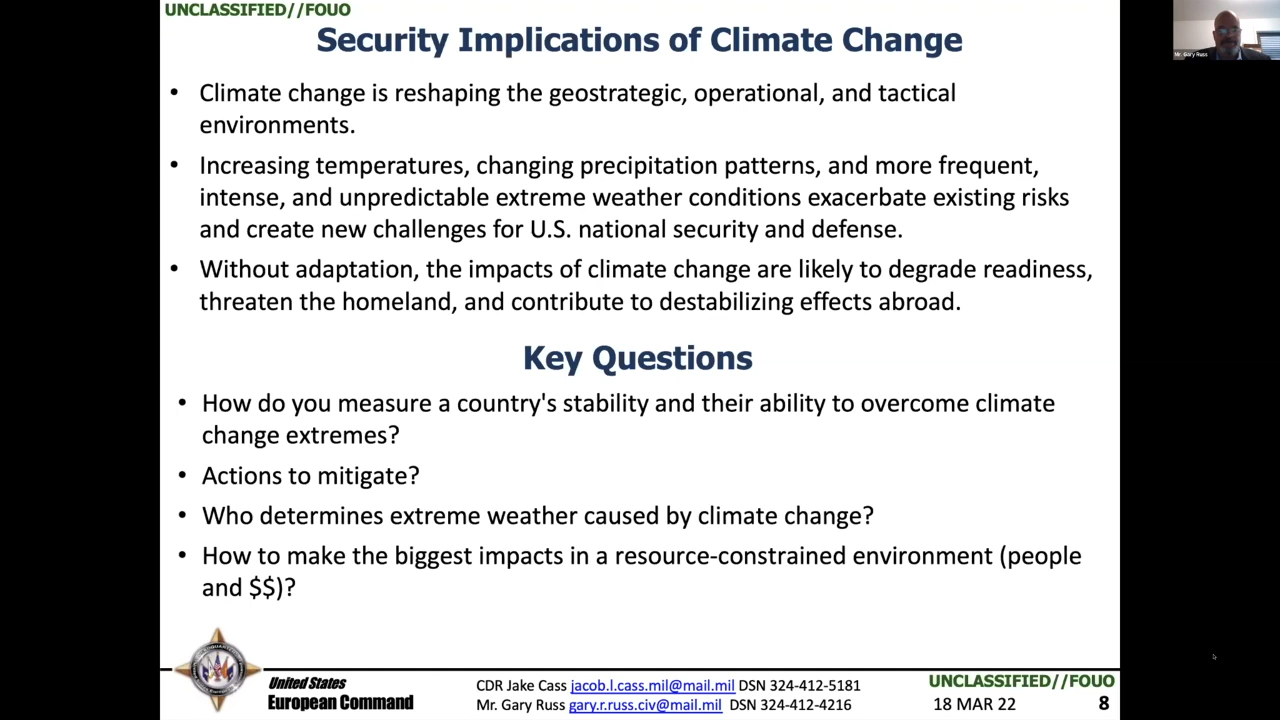 UNCLASSIFIED//FOUO
Security Implications of Climate Change
• Climate change is reshaping the geostrategic, operational, and tactical
environments.
• Increasing temperatures, changing precipitation patterns, and more frequent,
intense, and unpredictable extreme weather conditions exacerbate existing risks
and create new challenges for U.S. national security and defense.
• Without adaptation, the impacts of climate change are likely to degrade readiness,
threaten the homeland, and contribute to destabilizing effects abroad.
Key Questions
• How do you measure a country's stability and their ability to overcome climate
change extremes?
• Actions to mitigate?
• Who determines extreme weather caused by climate change?
• How to make the biggest impacts in a resource-constrained environment (people
and $$)?
United States
European Command
CDR Jake Cass jacob.l.cass.mil@mail.mil DSN 324-412-5181
Mr. Gary Russ gary.r.russ.civ@mail.mil DSN 324-412-4216
UNCLASSIFIED//FOUO
18 MAR 22
8
Mr. Gary Russ